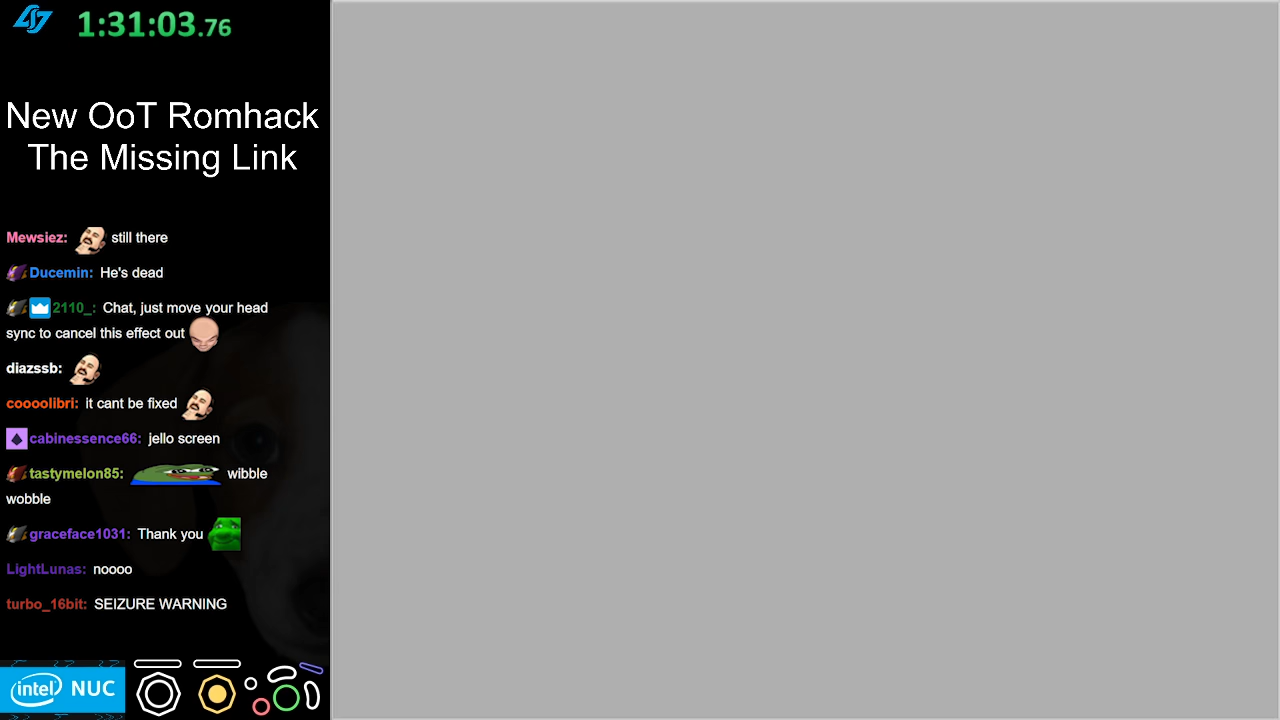 1:31:03.76
New OoT Romhack
The Missing Link
Mewsiez: still there
Ducemin: He's dead
2110_: Chat, just move your head
sync to cancel this effect out
diazssb:
coooolibri: it cant be fixed
cabinessence66: jello screen
tastymelon85: wibble
wobble
graceface1031: Thank you
LightLunas: noooo
turbo_16bit: SEIZURE WARNING
intel NUC